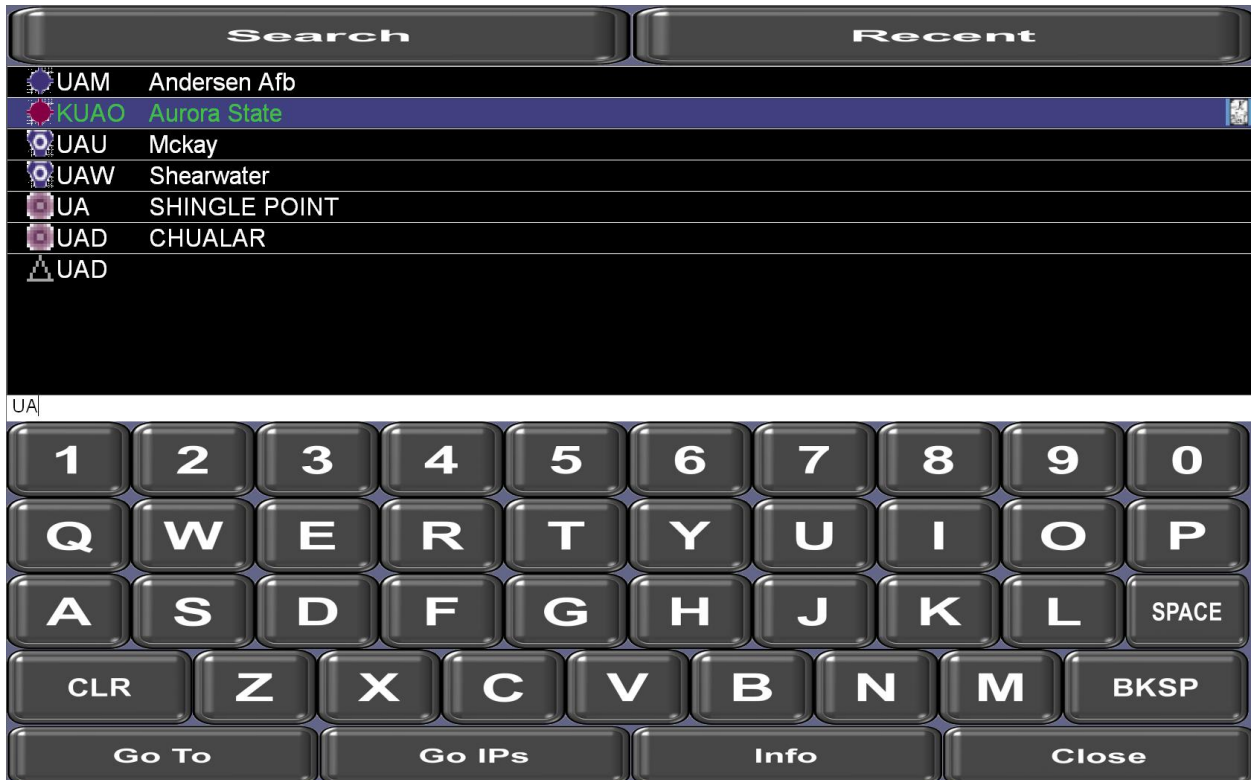 Search Recent
UAM Andersen Afb
KUAO Aurora State
UAU Mckay
UAW Shearwater
UA SHINGLE POINT
UAD CHUALAR
UAD
UA
1 2 3 4 5 6 7 8 9 0
Q W E R T Y U I O P
A S D F G H J K L SPACE
CLR Z X C V B N M BKSP
Go To Go IPs Info Close